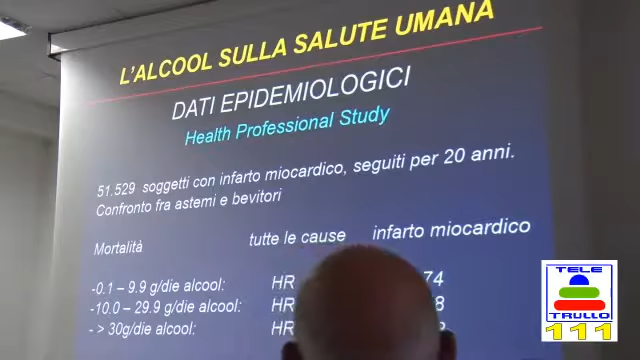 L'ALCOOL SULLA SALUTE UMANA
DATI EPIDEMIOLOGICI
Health Professional Study
51.529 soggetti con infarto miocardico, seguiti per 20 anni.
Confronto fra astemi e bevitori
Mortalità tutte le cause infarto miocardico
-0.1 – 9.9 g/die alcool: HR 74
-10.0 – 29.9 g/die alcool: HR 8
- > 30g/die alcool: HR
TELE
TRULLO
111